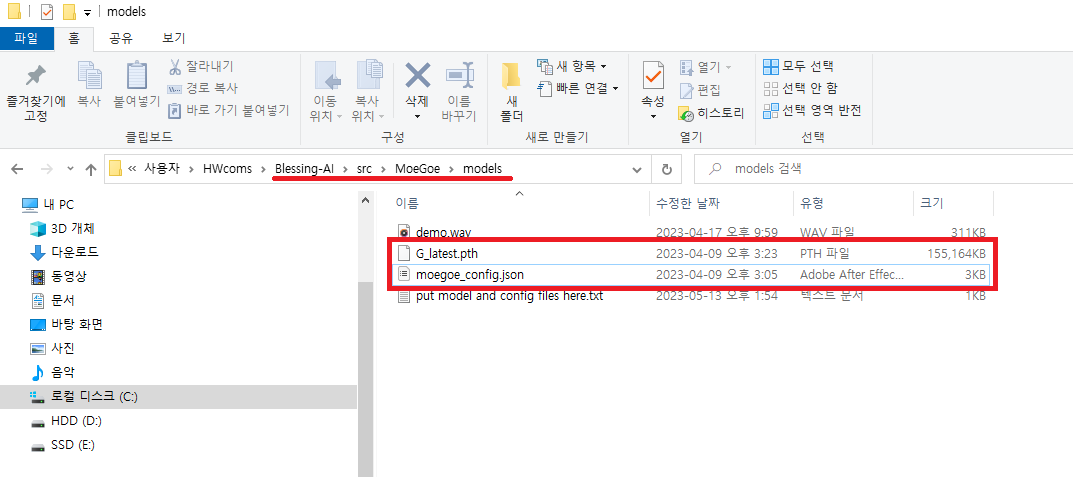 models
파일 홈 공유 보기
즐겨찾기에 고정
복사
붙여넣기
잘라내기
경로 복사
바로 가기 붙여넣기
클립보드
이동 위치
복사 위치
삭제
이름 바꾸기
구성
새 폴더
새 항목
빠른 연결
새로 만들기
속성
열기
편집
히스토리
열기
모두 선택
선택 안 함
선택 영역 반전
선택
« 사용자 > HWcoms > Blessing-AI > src > MoeGoe > models
models 검색
내 PC
3D 개체
다운로드
동영상
문서
바탕 화면
사진
음악
로컬 디스크 (C:)
HDD (D:)
SSD (E:)
이름 수정한 날짜 유형 크기
demo.wav 2023-04-17 오후 9:59 WAV 파일 311KB
G_latest.pth 2023-04-09 오후 3:23 PTH 파일 155,164KB
moegoe_config.json 2023-04-09 오후 3:05 Adobe After Effec... 3KB
put model and config files here.txt 2023-05-13 오후 1:54 텍스트 문서 1KB